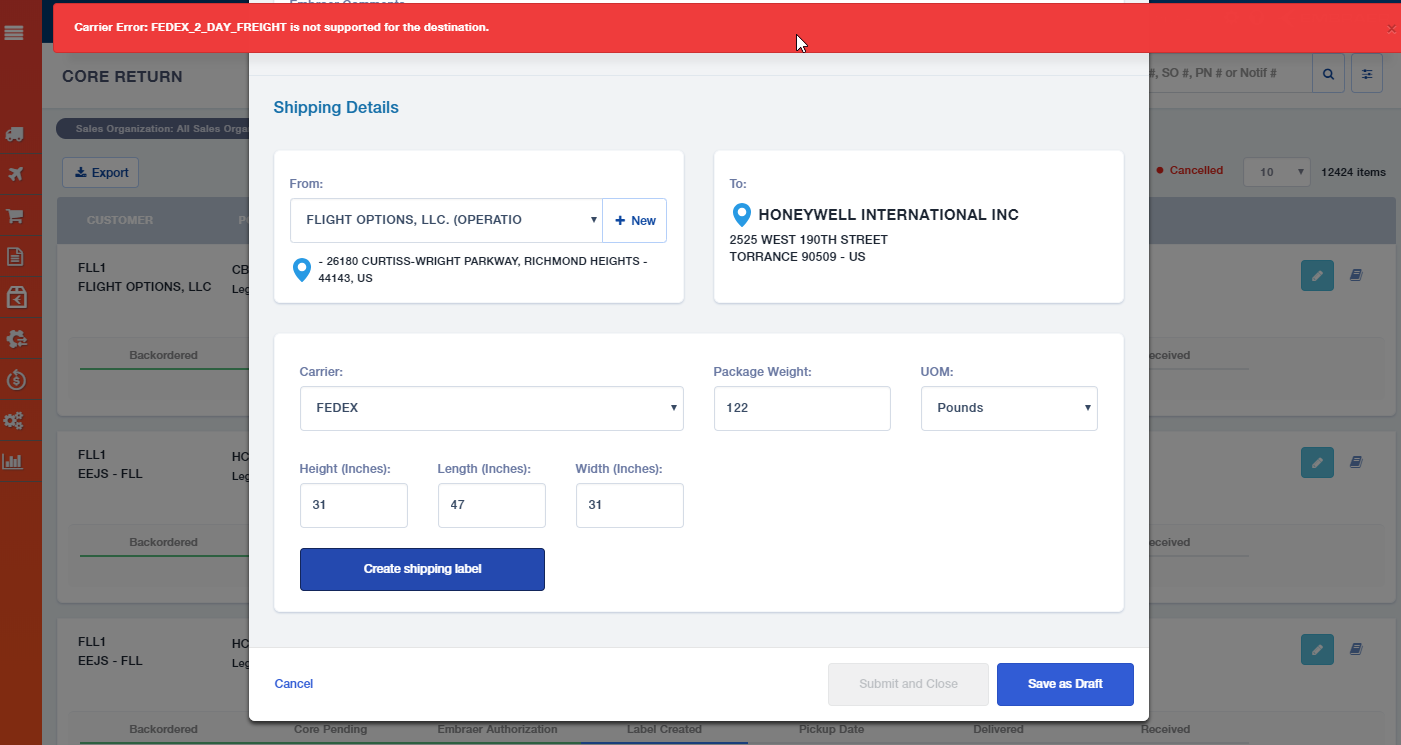 Embraer Comments
Carrier Error: FEDEX_2_DAY_FREIGHT is not supported for the destination.
×
CORE RETURN
#, SO #, PN # or Notif #
Sales Organization: All Sales Orga
Export
Cancelled
10
12424 items
CUSTOMER
Shipping Details
From:
FLIGHT OPTIONS, LLC. (OPERATIO
+ New
- 26180 CURTISS-WRIGHT PARKWAY, RICHMOND HEIGHTS -
44143, US
To:
HONEYWELL INTERNATIONAL INC
2525 WEST 190TH STREET
TORRANCE 90509 - US
FLL1
CB
FLIGHT OPTIONS, LLC
Leg
Backordered
eceived
Carrier:
FEDEX
Package Weight:
122
UOM:
Pounds
Height (Inches):
31
Length (Inches):
47
Width (Inches):
31
Create shipping label
FLL1
HC
EEJS - FLL
Leg
Backordered
eceived
FLL1
HC
EEJS - FLL
Leg
Cancel
Submit and Close
Save as Draft
Backordered
Core Pending
Embraer Authorization
Label Created
Pickup Date
Delivered
Received